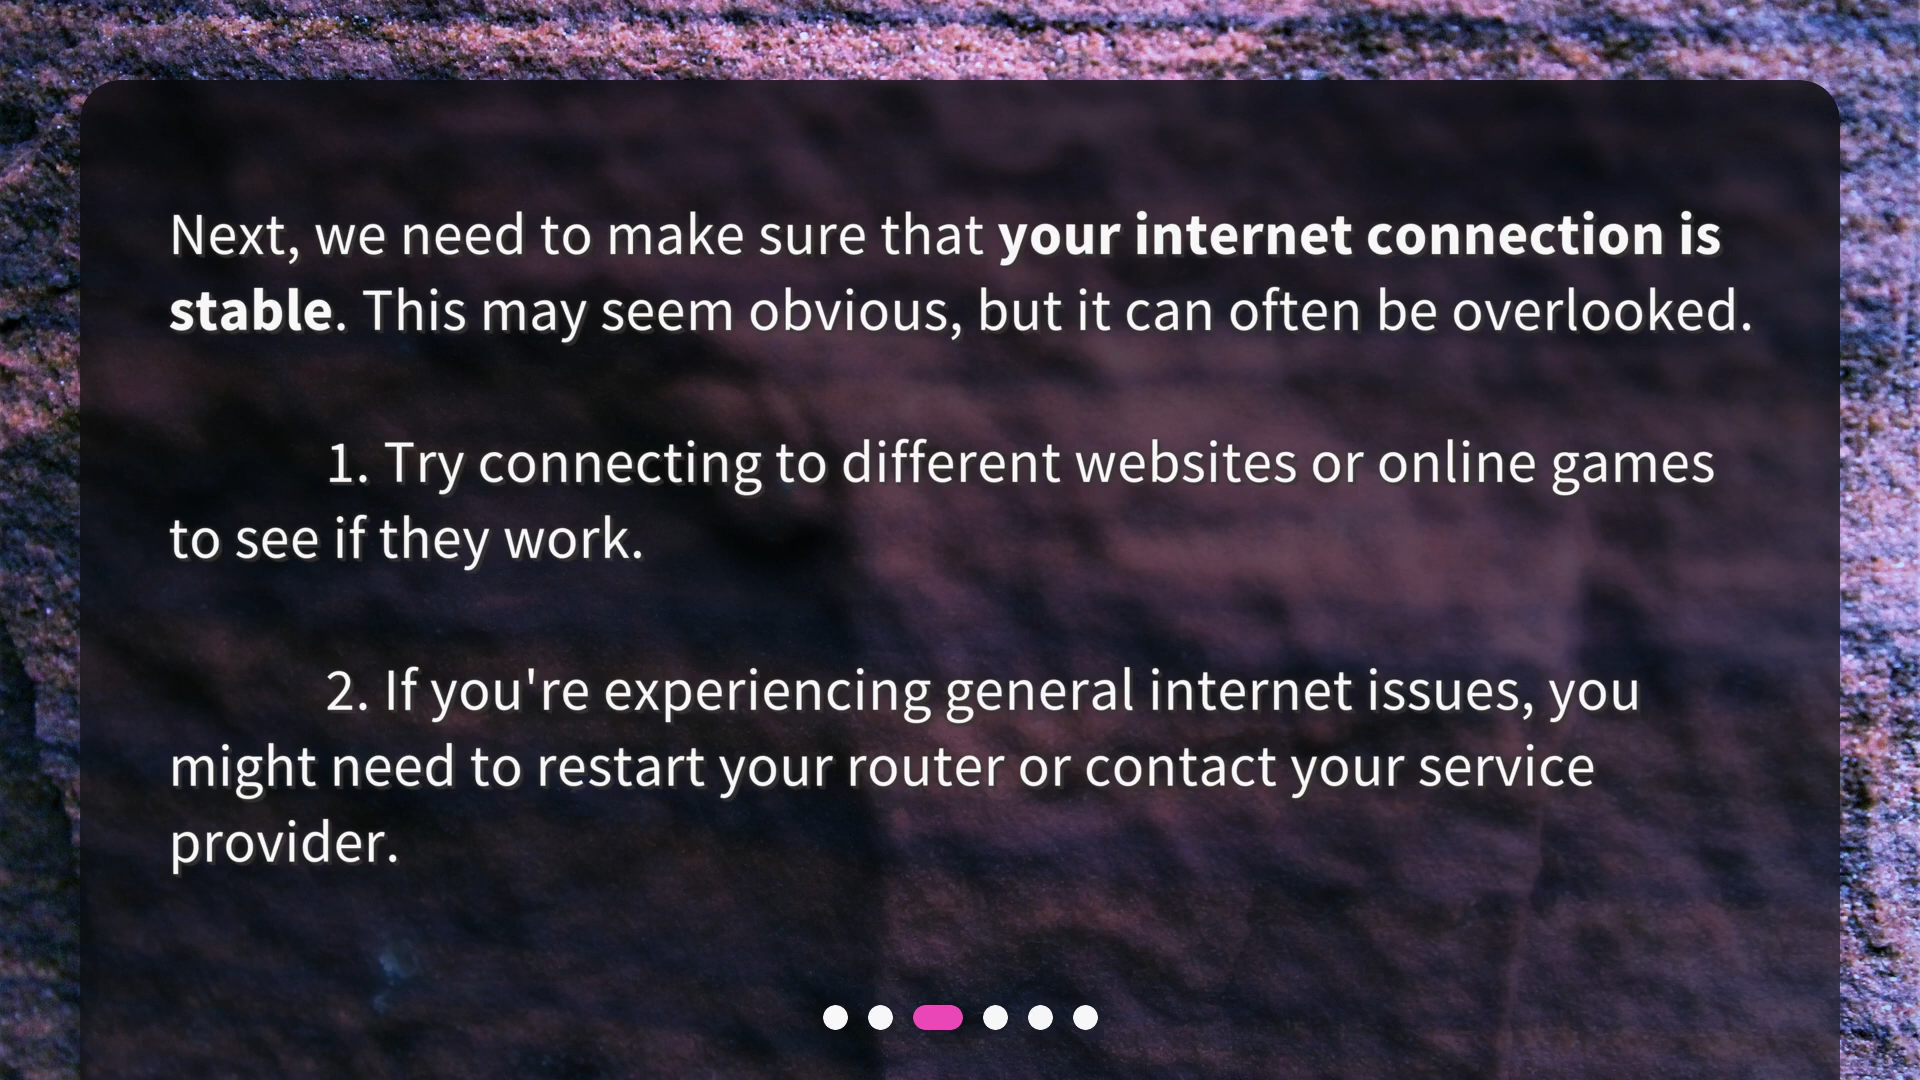 Next, we need to make sure that your internet connection is
stable. This may seem obvious, but it can often be overlooked.
1. Try connecting to different websites or online games
to see if they work.
2. If you're experiencing general internet issues, you
might need to restart your router or contact your service
provider.